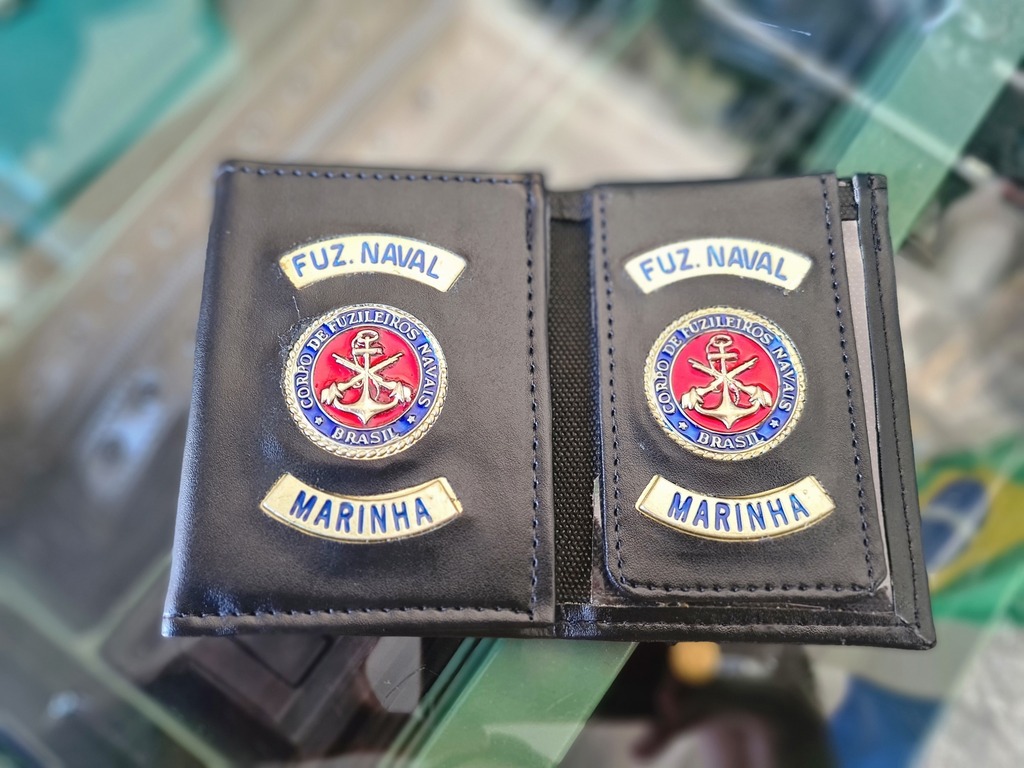 FUZ. NAVAL
CORPO DE FUZILEIROS NAVAIS
BRASIL
MARINHA
FUZ. NAVAL
CORPO DE FUZILEIROS NAVAIS
BRASIL
MARINHA